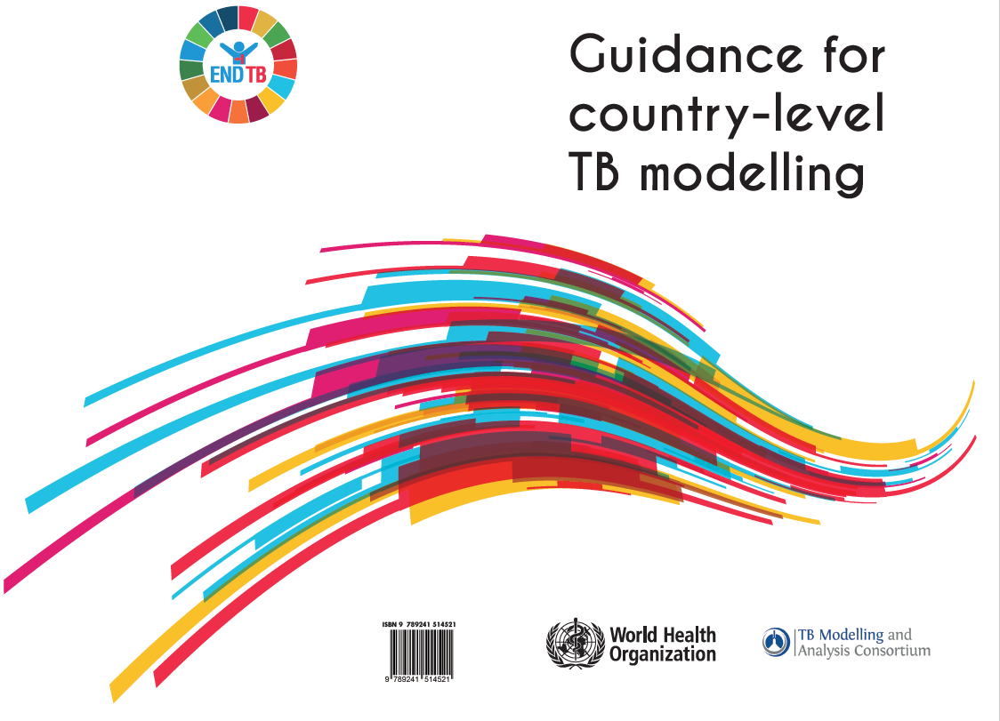 END TB
Guidance for
country-level
TB modelling
ISBN 9 789241 514521
9 789241 514521
World Health
Organization
TB Modelling and
Analysis Consortium